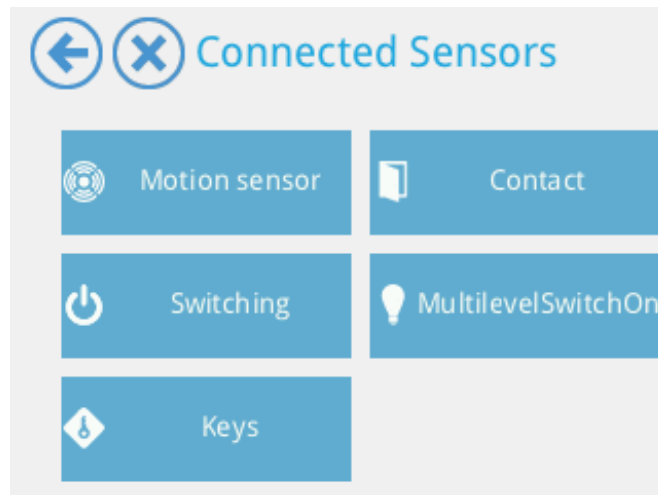 Connected Sensors
Motion sensor
Contact
Switching
MultilevelSwitchOn
Keys